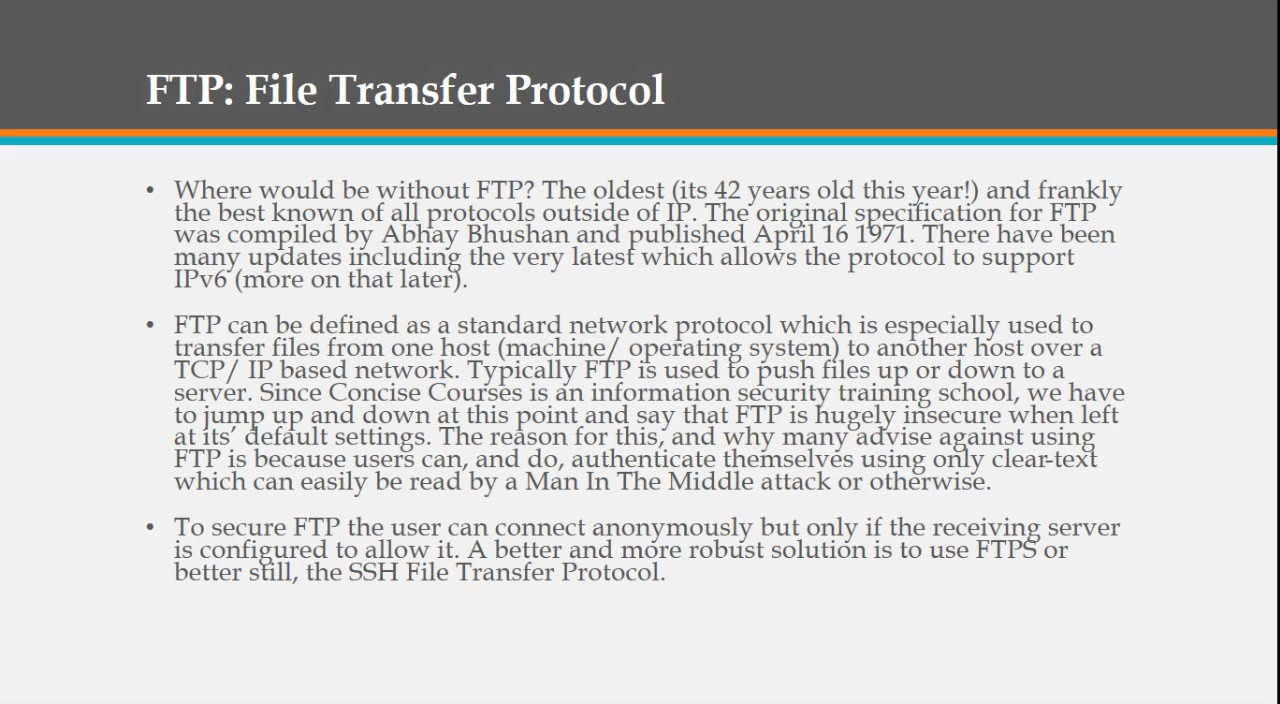 FTP: File Transfer Protocol
• Where would be without FTP? The oldest (its 42 years old this year!) and frankly
the best known of all protocols outside of IP. The original specification for FTP
was compiled by Abhay Bhushan and published April 16 1971. There have been
many updates including the very latest which allows the protocol to support
IPv6 (more on that later).
• FTP can be defined as a standard network protocol which is especially used to
transfer files from one host (machine/ operating system) to another host over a
TCP/ IP based network. Typically FTP is used to push files up or down to a
server. Since Concise Courses is an information security training school, we have
to jump up and down at this point and say that FTP is hugely insecure when left
at its’ default settings. The reason for this, and why many advise against using
FTP is because users can, and do, authenticate themselves using only clear-text
which can easily be read by a Man In The Middle attack or otherwise.
• To secure FTP the user can connect anonymously but only if the receiving server
is configured to allow it. A better and more robust solution is to use FTPS or
better still, the SSH File Transfer Protocol.